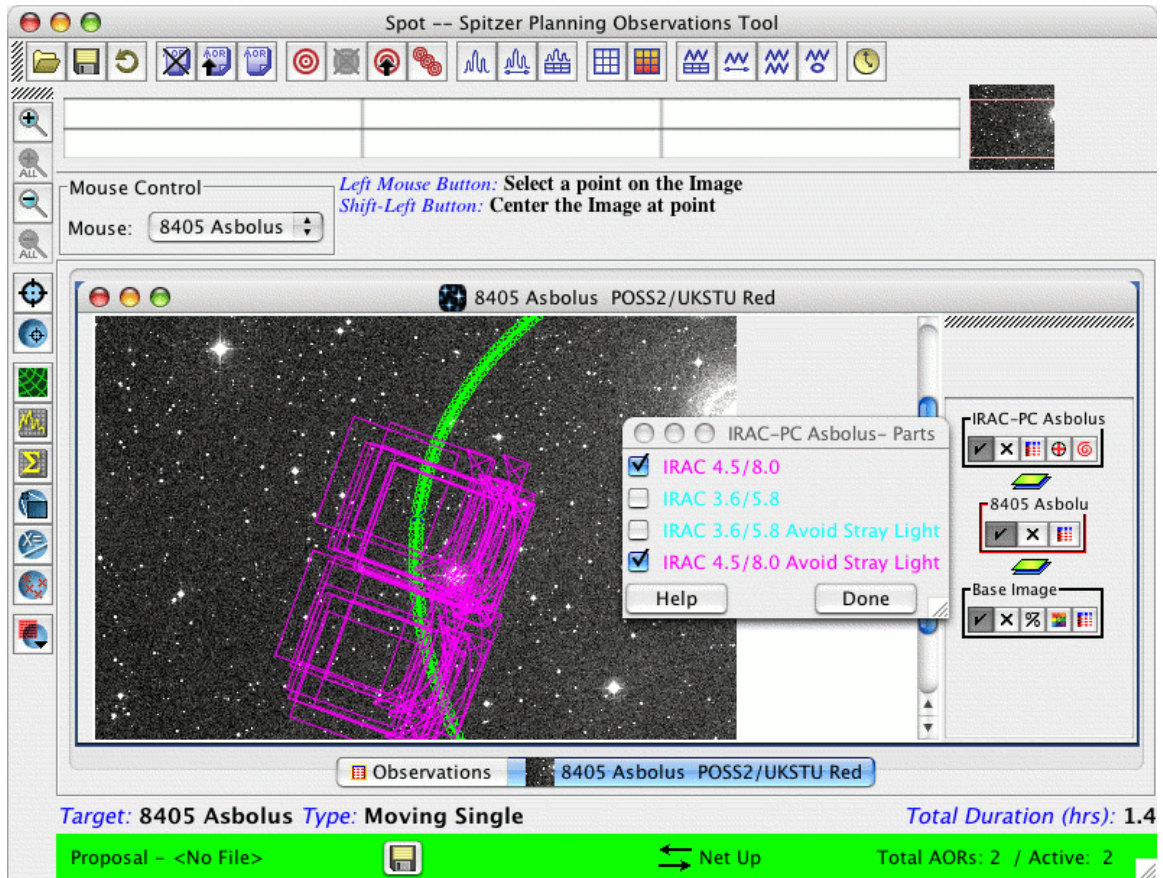 Spot -- Spitzer Planning Observations Tool
AOR
AOR
AOR
ALL
ALL
Mouse Control
Mouse: 8405 Asbolus
Left Mouse Button: Select a point on the Image
Shift-Left Button: Center the Image at point
8405 Asbolus POSS2/UKSTU Red
IRAC-PC Asbolus- Parts
IRAC 4.5/8.0
IRAC 3.6/5.8
IRAC 3.6/5.8 Avoid Stray Light
IRAC 4.5/8.0 Avoid Stray Light
Help Done
IRAC-PC Asbolus
8405 Asbolu
Base Image
Observations 8405 Asbolus POSS2/UKSTU Red
Target: 8405 Asbolus Type: Moving Single Total Duration (hrs): 1.4
Proposal - <No File> Net Up Total AORs: 2 / Active: 2